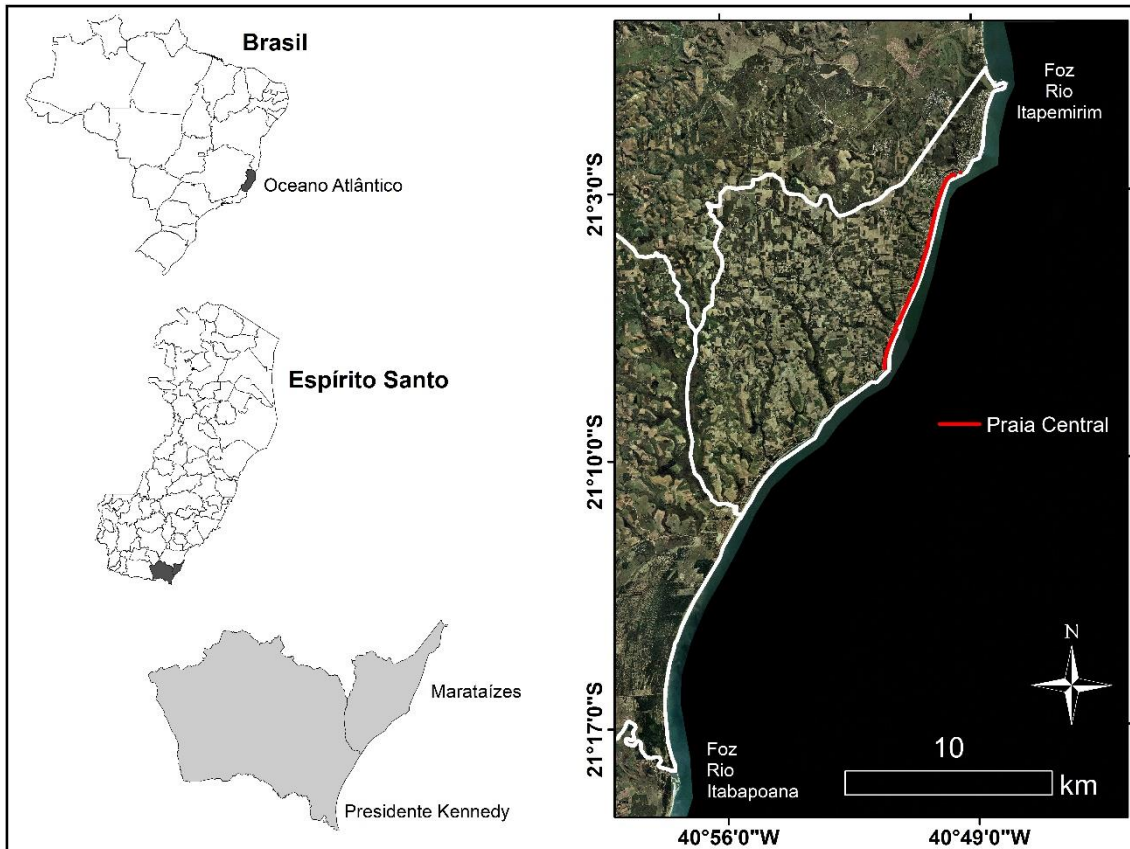 Brasil
Oceano Atlântico
Espírito Santo
Marataízes
Presidente Kennedy
Foz
Rio
Itapemirim
21°3'0"S
Praia Central
21°10'0"S
N
21°17'0"S
Foz
Rio
Itabapoana
10
km
40°56'0"W
40°49'0"W